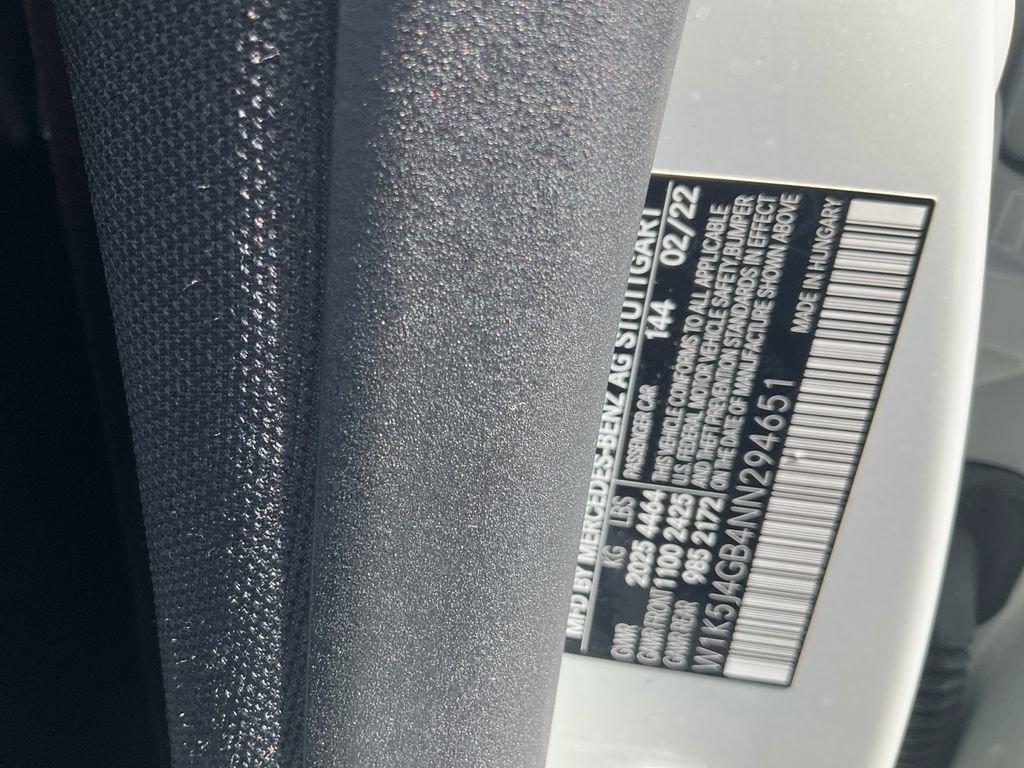 MFD BY MERCEDES-BENZ AG STUTTGART
KG LBS
GVWR 2025 4464
GAWR FRONT 1100 2425
GAWR REAR 985 2172
PASSENGER CAR 144 02/22
THIS VEHICLE CONFORMS TO ALL APPLICABLE
U.S. FEDERAL MOTOR VEHICLE SAFETY, BUMPER
AND THEFT PREVENTION STANDARDS IN EFFECT
ON THE DATE OF MANUFACTURE SHOWN ABOVE
W1K5J4GB4NN294651 MADE IN HUNGARY